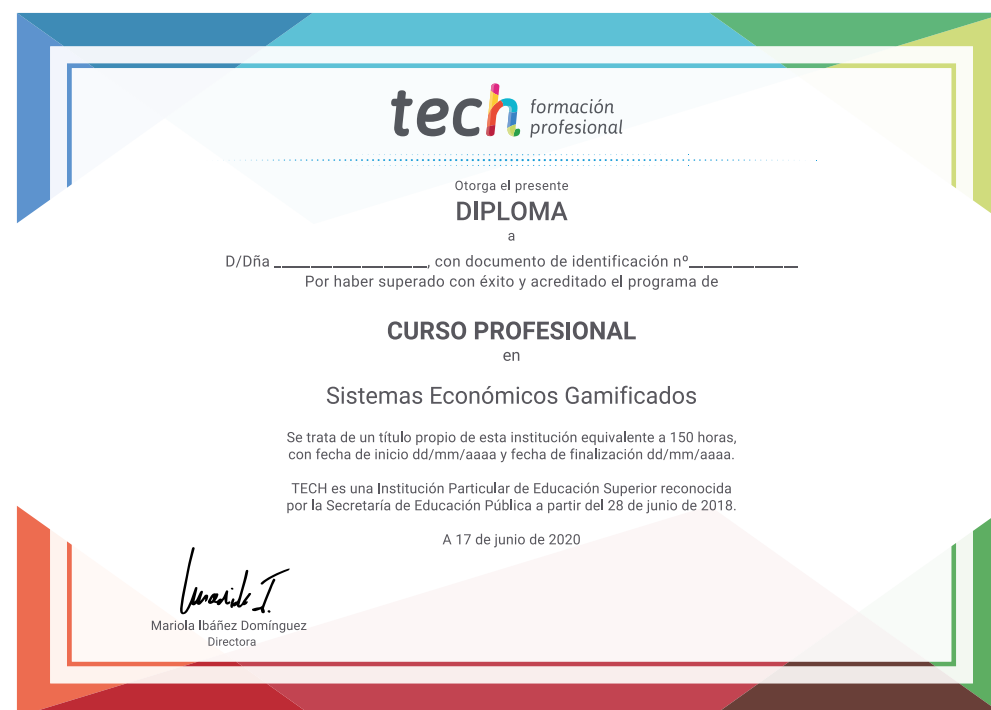 tech formación
profesional
Otorga el presente
DIPLOMA
a
D/Dña ____________________, con documento de identificación nº______________
Por haber superado con éxito y acreditado el programa de
CURSO PROFESIONAL
en
Sistemas Económicos Gamificados
Se trata de un título propio de esta institución equivalente a 150 horas,
con fecha de inicio dd/mm/aaaa y fecha de finalización dd/mm/aaaa.
TECH es una Institución Particular de Educación Superior reconocida
por la Secretaría de Educación Pública a partir del 28 de junio de 2018.
A 17 de junio de 2020
Mariola Ibáñez Domínguez
Directora